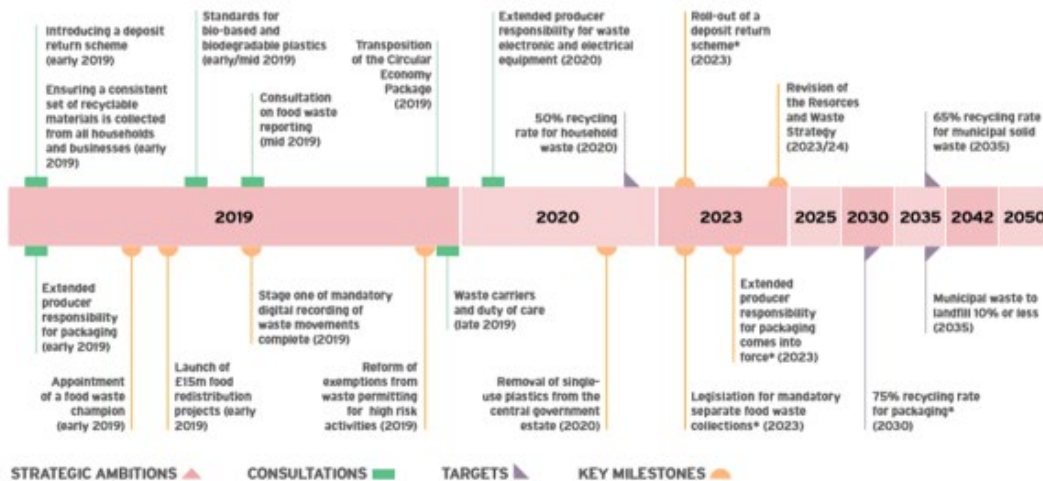 Introducing a deposit
return scheme
(early 2019)
Ensuring a consistent
set of recyclable
materials is collected
from all households
and businesses (early
2019)
Standards for
bio-based and
biodegradable plastics
(early/mid 2019)
Consultation
on food waste
reporting
(mid 2019)
Transposition
of the Circular
Economy
Package
(2019)
Extended producer
responsibility for waste
electronic and electrical
equipment (2020)
50% recycling
rate for household
waste (2020)
Roll-out of a
deposit return
scheme*
(2023)
Revision of
the Resorces
and Waste
Strategy
(2023/24)
65% recycling rate
for municipal solid
waste (2035)
2019
2020
2023
2025
2030
2035
2042
2050
Extended
producer
responsibility
for packaging
(early 2019)
Appointment
of a food waste
champion
(early 2019)
Launch of
£15m food
redistribution
projects (early
2019)
Stage one of mandatory
digital recording of
waste movements
complete (2019)
Reform of
exemptions from
waste permitting
for high risk
activities (2019)
Waste carriers
and duty of care
(late 2019)
Removal of single-
use plastics from the
central government
estate (2020)
Extended
producer
responsibility
for packaging
comes into
force* (2023)
Legislation for mandatory
separate food waste
collections* (2023)
75% recycling rate
for packaging*
(2030)
Municipal waste to
landfill 10% or less
(2035)
STRATEGIC AMBITIONS
CONSULTATIONS
TARGETS
KEY MILESTONES